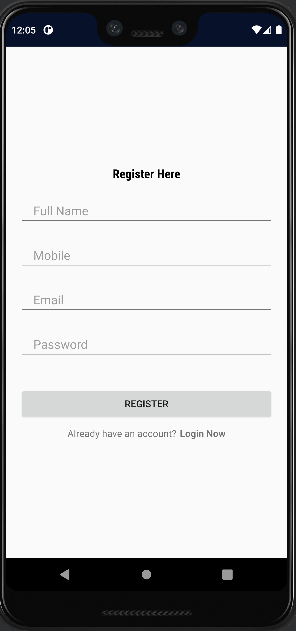 12:05
Register Here
Full Name
Mobile
Email
Password
REGISTER
Already have an account? Login Now